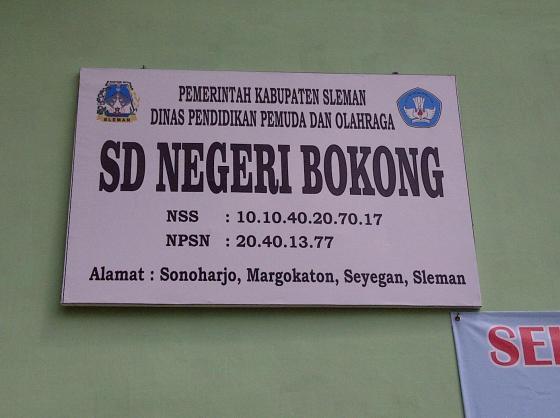 PEMERINTAH KABUPATEN SLEMAN
DINAS PENDIDIKAN PEMUDA DAN OLAHRAGA
SD NEGERI BOKONG
NSS : 10.10.40.20.70.17
NPSN : 20.40.13.77
Alamat : Sonoharjo, Margokaton, Seyegan, Sleman
SLEMAN